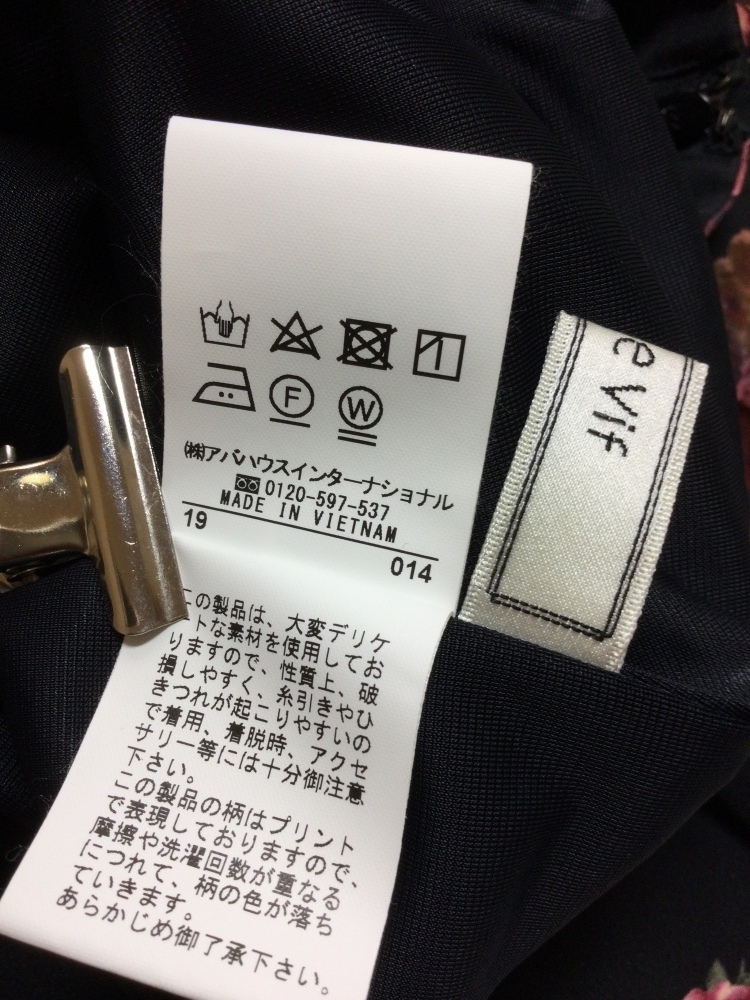 F
W
(株)アバハウスインターナショナル
0120-597-537
MADE IN VIETNAM
19
014
この製品は、大変デリケ
ートな素材を使用してお
りますので、性質上、破
損しやすく、糸引きやひ
きつれが起こりやすいの
で着用、着脱時、アクセ
サリー等には十分御注意
下さい。
この製品の柄はプリント
で表現しておりますので、
摩擦や洗濯回数が重なる
につれて、柄の色が落ち
ていきます。
あらかじめ御了承下さい。
e Vif